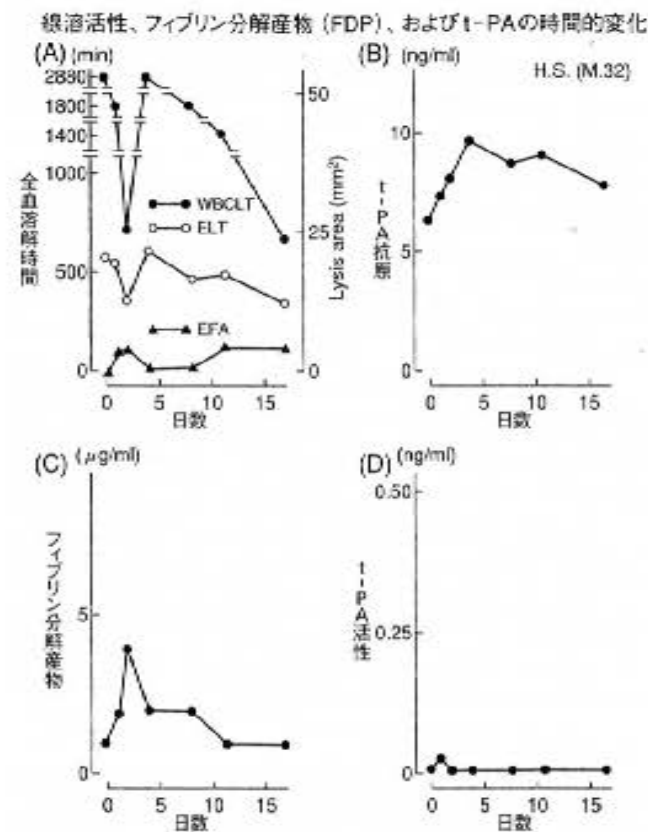 線溶活性、フィブリン分解産物 (FDP)、およびt-PAの時間的変化
(A) (min)
2880
1800
1400
1000
500
0
全血溶解時間
WBCLT
ELT
EFA
50
25
0
Lysis area (mm²)
0 5 10 15
日数
(B) (ng/ml)
H.S. (M.32)
10
5
0
t-PA抗原
0 5 10 15
日数
(C) (μg/ml)
5
0
フィブリン分解産物
0 5 10 15
日数
(D) (ng/ml)
0.50
0.25
0
t-PA活性
0 5 10 15
日数